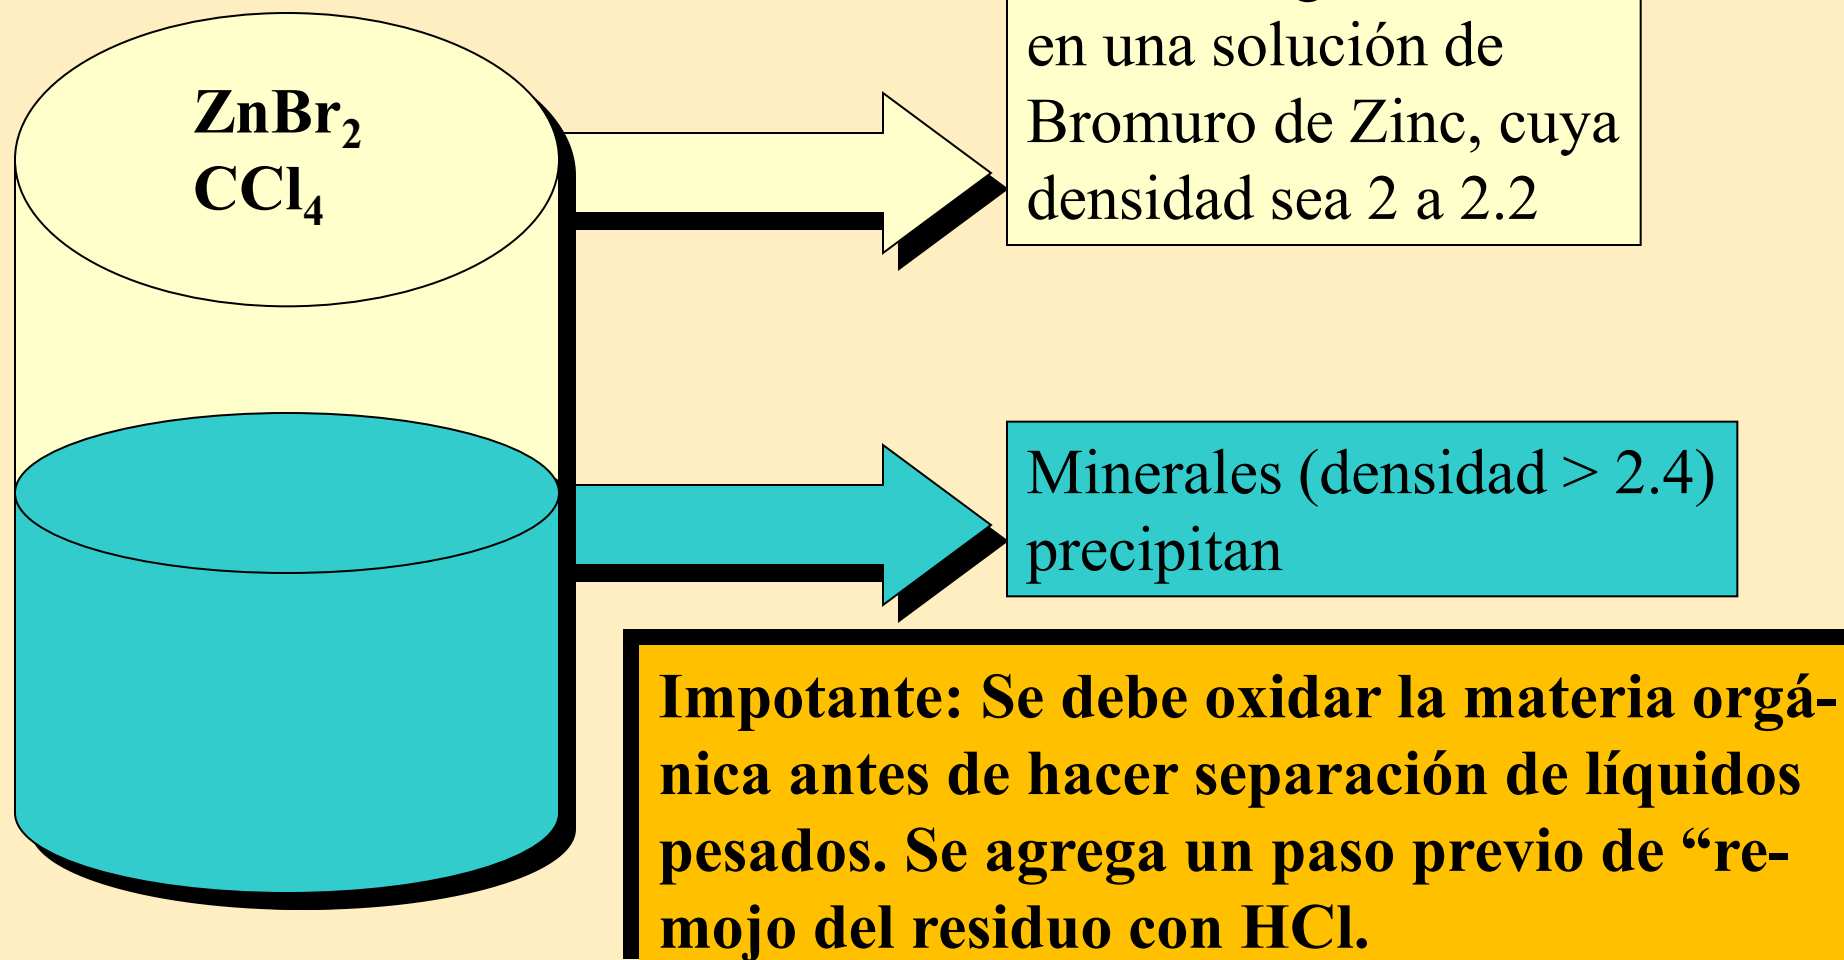 ZnBr₂
CCl₄
en una solución de
Bromuro de Zinc, cuya
densidad sea 2 a 2.2
Minerales (densidad > 2.4)
precipitan
Impotante: Se debe oxidar la materia orgá-
nica antes de hacer separación de líquidos
pesados. Se agrega un paso previo de “re-
mojo del residuo con HCl.